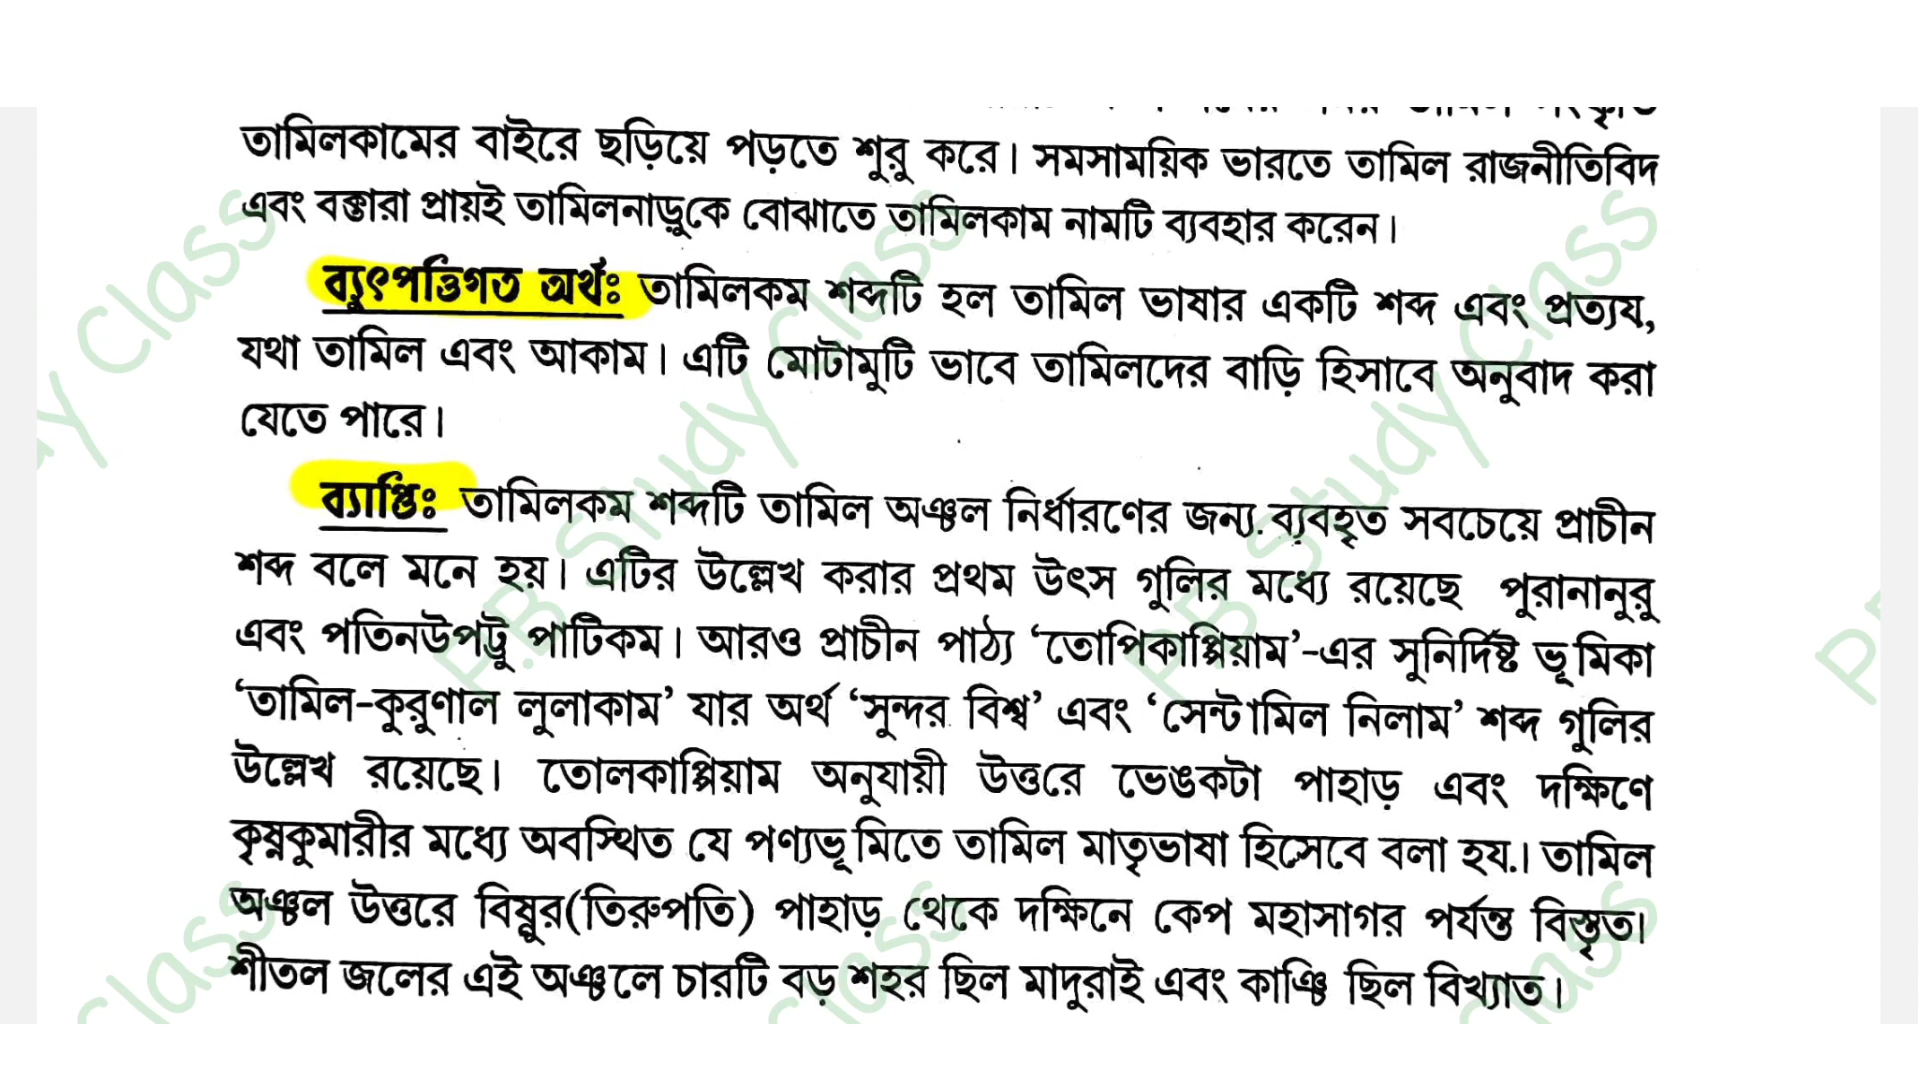 তামিলকামের বাইরে ছড়িয়ে পড়তে শুরু করে। সমসাময়িক ভারতে তামিল রাজনীতিবিদ
এবং বক্তারা প্রায়ই তামিলনাড়ুকে বোঝাতে তামিলকাম নামটি ব্যবহার করেন।
ব্যুৎপত্তিগত অর্থঃ তামিলকম শব্দটি হল তামিল ভাষার একটি শব্দ এবং প্রত্যয,
যথা তামিল এবং আকাম। এটি মোটামুটি ভাবে তামিলদের বাড়ি হিসাবে অনুবাদ করা
যেতে পারে।
ব্যাপ্তিঃ তামিলকম শব্দটি তামিল অঞ্চল নির্ধারণের জন্য ব্যবহৃত সবচেয়ে প্রাচীন
শব্দ বলে মনে হয়। এটির উল্লেখ করার প্রথম উৎস গুলির মধ্যে রয়েছে পুরানানুরু
এবং পতিনউপট্টু পাটিকম। আরও প্রাচীন পাঠ্য ‘তোপিকাপ্পিয়াম’-এর সুনির্দিষ্ট ভূমিকা
‘তামিল-কুরুণাল লুলাকাম’ যার অর্থ ‘সুন্দর বিশ্ব’ এবং ‘সেন্টামিল নিলাম’ শব্দ গুলির
উল্লেখ রয়েছে। তোলকাপ্পিয়াম অনুযায়ী উত্তরে ভেঙকটা পাহাড় এবং দক্ষিণে
কৃষ্ণকুমারীর মধ্যে অবস্থিত যে পণ্যভূমিতে তামিল মাতৃভাষা হিসেবে বলা হয.। তামিল
অঞ্চল উত্তরে বিষ্ণুর(তিরুপতি) পাহাড় থেকে দক্ষিনে কেপ মহাসাগর পর্যন্ত বিস্তৃত।
শীতল জলের এই অঞ্চলে চারটি বড় শহর ছিল মাদুরাই এবং কাঞ্চি ছিল বিখ্যাত।
P.B Study Class
P.B Study Class